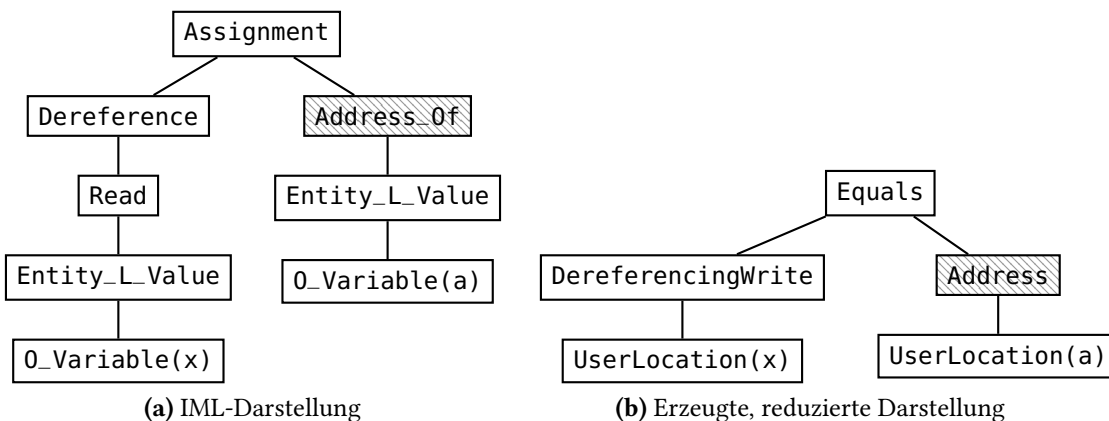 Assignment
Dereference
Address_Of
Read
Entity_L_Value
Entity_L_Value
O_Variable(a)
O_Variable(x)
(a) IML-Darstellung
Equals
DereferencingWrite
Address
UserLocation(x)
UserLocation(a)
(b) Erzeugte, reduzierte Darstellung